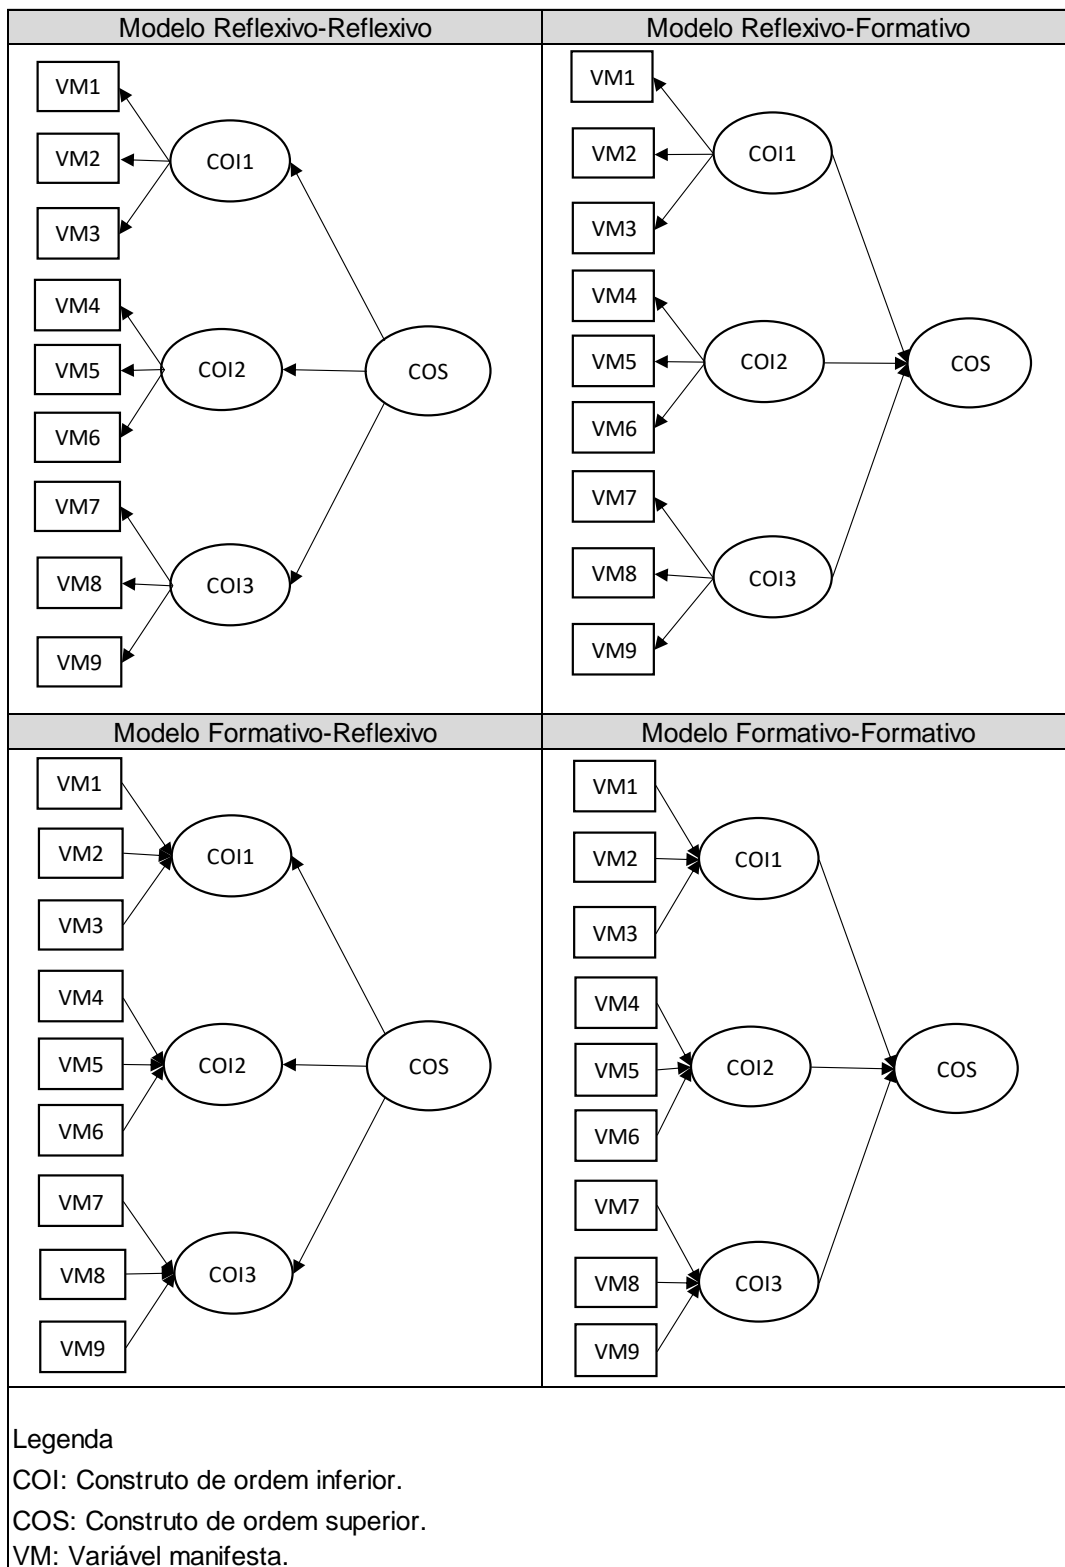 Modelo Reflexivo-Reflexivo
VM1
VM2
VM3
COI1
VM4
VM5
VM6
COI2
COS
VM7
VM8
VM9
COI3
Modelo Reflexivo-Formativo
VM1
VM2
VM3
COI1
VM4
VM5
VM6
COI2
COS
VM7
VM8
VM9
COI3
Modelo Formativo-Reflexivo
VM1
VM2
VM3
COI1
VM4
VM5
VM6
COI2
COS
VM7
VM8
VM9
COI3
Modelo Formativo-Formativo
VM1
VM2
VM3
COI1
VM4
VM5
VM6
COI2
COS
VM7
VM8
VM9
COI3
Legenda
COI: Construto de ordem inferior.
COS: Construto de ordem superior.
VM: Variável manifesta.